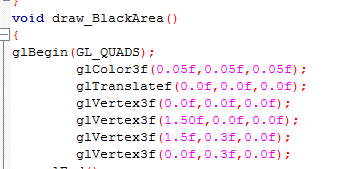 }
void draw_BlackArea()
{
glBegin(GL_QUADS);
glColor3f(0.05f,0.05f,0.05f);
glTranslatef(0.0f,0.0f,0.0f);
glVertex3f(0.0f,0.0f,0.0f);
glVertex3f(1.50f,0.0f,0.0f);
glVertex3f(1.5f,0.3f,0.0f);
glVertex3f(0.0f,0.3f,0.0f);